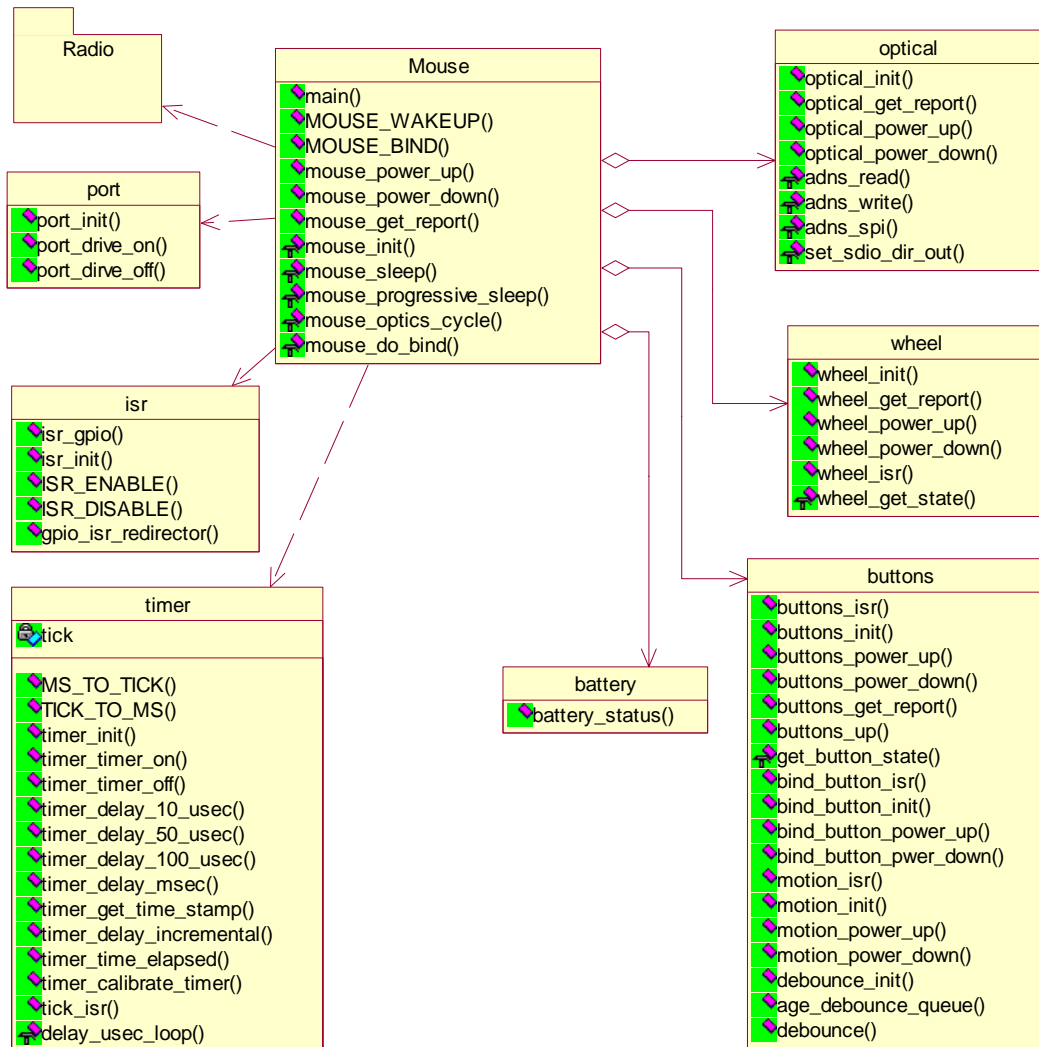 Radio
port
port_init()
port_drive_on()
port_dirve_off()
isr
isr_gpio()
isr_init()
ISR_ENABLE()
ISR_DISABLE()
gpio_isr_redirector()
timer
tick
MS_TO_TICK()
TICK_TO_MS()
timer_init()
timer_timer_on()
timer_timer_off()
timer_delay_10_usec()
timer_delay_50_usec()
timer_delay_100_usec()
timer_delay_msec()
timer_get_time_stamp()
timer_delay_incremental()
timer_time_elapsed()
timer_calibrate_timer()
tick_isr()
delay_usec_loop()
Mouse
main()
MOUSE_WAKEUP()
MOUSE_BIND()
mouse_power_up()
mouse_power_down()
mouse_get_report()
mouse_init()
mouse_sleep()
mouse_progressive_sleep()
mouse_optics_cycle()
mouse_do_bind()
battery
battery_status()
optical
optical_init()
optical_get_report()
optical_power_up()
optical_power_down()
adns_read()
adns_write()
adns_spi()
set_sdio_dir_out()
wheel
wheel_init()
wheel_get_report()
wheel_power_up()
wheel_power_down()
wheel_isr()
wheel_get_state()
buttons
buttons_isr()
buttons_init()
buttons_power_up()
buttons_power_down()
buttons_get_report()
buttons_up()
get_button_state()
bind_button_isr()
bind_button_init()
bind_button_power_up()
bind_button_pwer_down()
motion_isr()
motion_init()
motion_power_up()
motion_power_down()
debounce_init()
age_debounce_queue()
debounce()